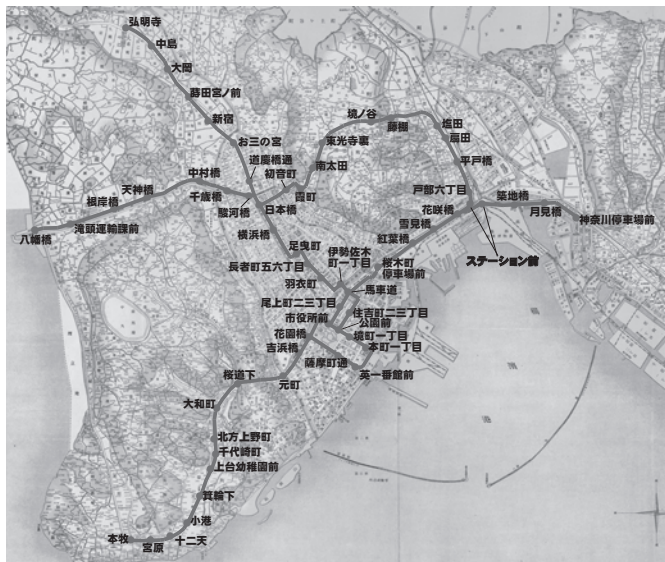 弘明寺
中島
大岡
蒔田宮ノ前
新宿
お三の宮
道慶橋通
初音町
境ノ谷
藤棚
塩田
扇田
平戸橋
東光寺裏
南太田
霞町
中村橋
千歳橋
駿河橋
日本橋
天神橋
根岸橋
八幡橋
滝頭運輸課前
横浜橋
足曳町
長者町五六丁目
羽衣町
伊勢佐木
町一丁目
戸部六丁目
花咲橋
雪見橋
紅葉橋
桜木町
停車場前
築地橋
月見橋
神奈川停車場前
ステーション前
馬車道
尾上町二三丁目
市役所前
花園橋
吉浜橋
住吉町二三丁目
公園前
境町一丁目
本町一丁目
薩摩町通
英一番館前
桜道下
元町
大和町
北方上野町
千代崎町
上台幼稚園前
箕輪下
小港
十二天
宮原
本牧